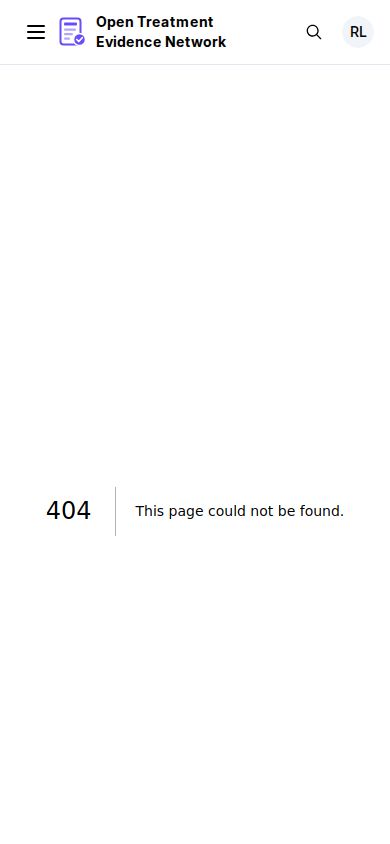 Open Treatment
Evidence Network
RL
404
This page could not be found.